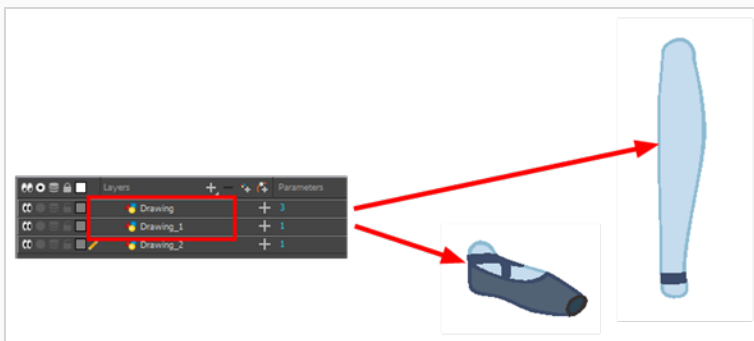 Layers Parameters
Drawing 3
Drawing_1 1
Drawing_2 1